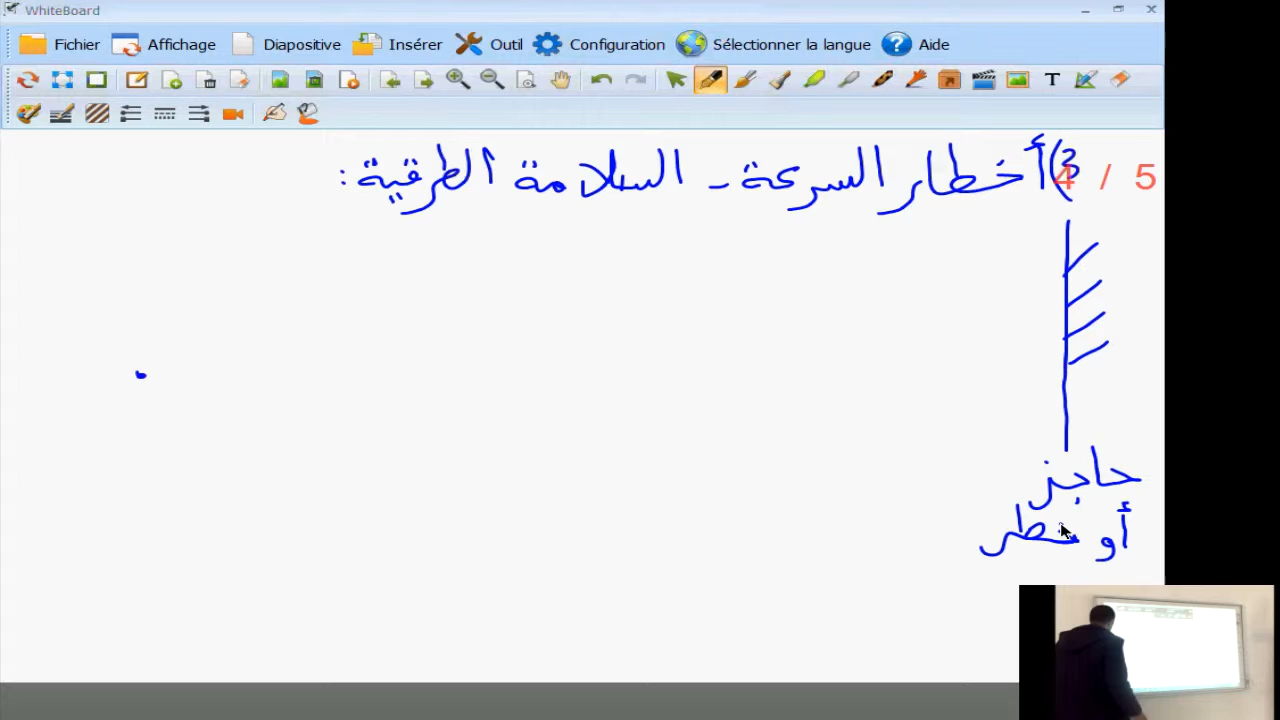 WhiteBoard
Fichier Affichage Diapositive Insérer Outil Configuration Sélectionner la langue Aide
3) أخطار السرعة - السلامة الطرقية :
4 / 5
حاجز
أو خطر